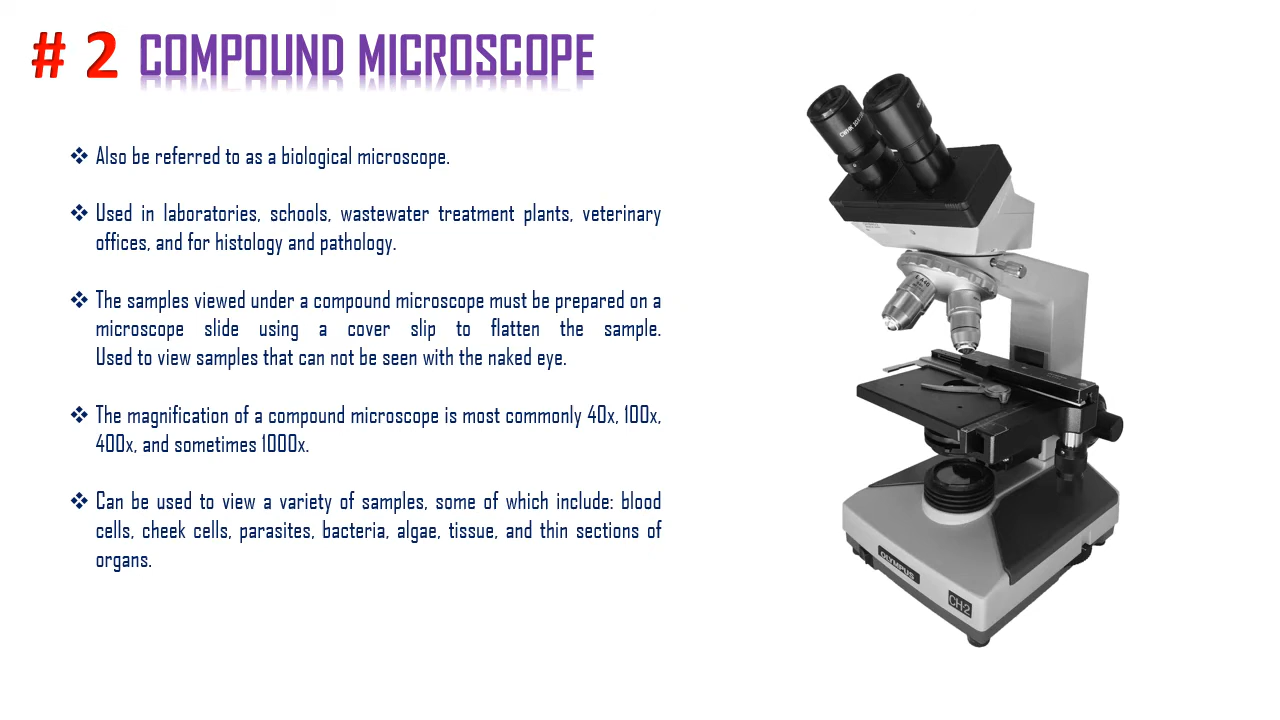 # 2 COMPOUND MICROSCOPE
❖ Also be referred to as a biological microscope.
❖ Used in laboratories, schools, wastewater treatment plants, veterinary
offices, and for histology and pathology.
❖ The samples viewed under a compound microscope must be prepared on a
microscope slide using a cover slip to flatten the sample.
Used to view samples that can not be seen with the naked eye.
❖ The magnification of a compound microscope is most commonly 40x, 100x,
400x, and sometimes 1000x.
❖ Can be used to view a variety of samples, some of which include: blood
cells, cheek cells, parasites, bacteria, algae, tissue, and thin sections of
organs.
OLYMPUS
CH-2